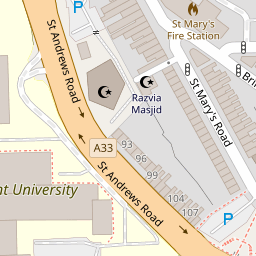 P
St Mary's
Fire Station
St Andrews Road
Razvia
Masjid
St Mary's Road
A33
93
96
99
104
107
St Andrews Road
University
P